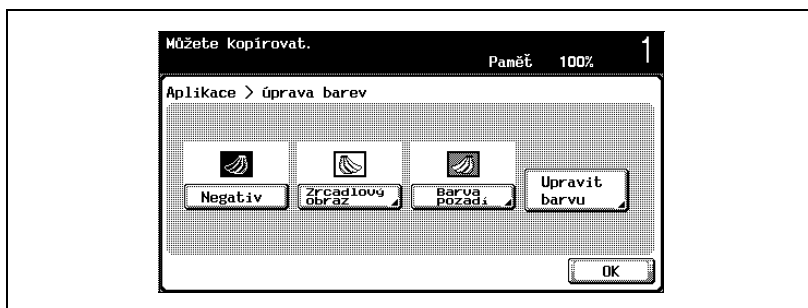 Můžete kopírovat.
Paměť 100% 1
Aplikace > úprava barev
Negativ
Zrcadlový
obraz
Barva
pozadí
Upravit
barvu
OK